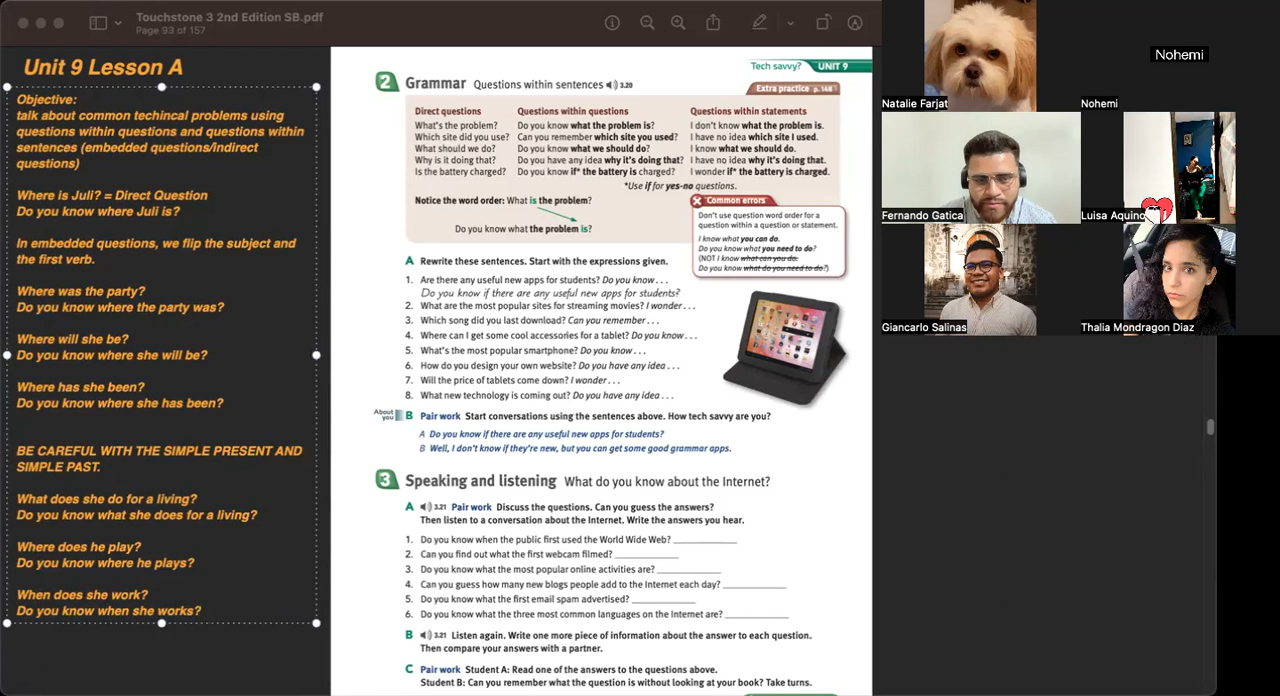 Touchstone 3 2nd Edition SB.pdf
Page 93 of 157
Unit 9 Lesson A
Objective:
talk about common techincal problems using
questions within questions and questions within
sentences (embedded questions/indirect
questions)
Where is Juli? = Direct Question
Do you know where Juli is?
In embedded questions, we flip the subject and
the first verb.
Where was the party?
Do you know where the party was?
Where will she be?
Do you know where she will be?
Where has she been?
Do you know where she has been?
BE CAREFUL WITH THE SIMPLE PRESENT AND
SIMPLE PAST.
What does she do for a living?
Do you know what she does for a living?
Where does he play?
Do you know where he plays?
When does she work?
Do you know when she works?
Tech savvy? UNIT 9
2 Grammar Questions within sentences 3.20
Extra practice p. 148
Direct questions Questions within questions Questions within statements
What's the problem? Do you know what the problem is? I don't know what the problem is.
Which site did you use? Can you remember which site you used? I have no idea which site I used.
What should we do? Do you know what we should do? I know what we should do.
Why is it doing that? Do you have any idea why it's doing that? I have no idea why it's doing that.
Is the battery charged? Do you know if* the battery is charged? I wonder if* the battery is charged.
*Use if for yes-no questions.
Notice the word order: What is the problem?
Do you know what the problem is?
Common errors
Don't use question word order for a
question within a question or statement.
I know what you can do.
Do you know what you need to do?
(NOT I know what can you do.
Do you know what do you need to do?)
A Rewrite these sentences. Start with the expressions given.
1. Are there any useful new apps for students? Do you know . . .
Do you know if there are any useful new apps for students?
2. What are the most popular sites for streaming movies? I wonder . . .
3. Which song did you last download? Can you remember . . .
4. Where can I get some cool accessories for a tablet? Do you know . . .
5. What's the most popular smartphone? Do you know . . .
6. How do you design your own website? Do you have any idea . . .
7. Will the price of tablets come down? I wonder . . .
8. What new technology is coming out? Do you have any idea . . .
About you B Pair work Start conversations using the sentences above. How tech savvy are you?
A Do you know if there are any useful new apps for students?
B Well, I don't know if they're new, but you can get some good grammar apps.
3 Speaking and listening What do you know about the Internet?
A 3.21 Pair work Discuss the questions. Can you guess the answers?
Then listen to a conversation about the Internet. Write the answers you hear.
1. Do you know when the public first used the World Wide Web?
2. Can you find out what the first webcam filmed?
3. Do you know what the most popular online activities are?
4. Can you guess how many new blogs people add to the Internet each day?
5. Do you know what the first email spam advertised?
6. Do you know what the three most common languages on the Internet are?
B 3.21 Listen again. Write one more piece of information about the answer to each question.
Then compare your answers with a partner.
C Pair work Student A: Read one of the answers to the questions above.
Student B: Can you remember what the question is without looking at your book? Take turns.
Natalie Farjat
Nohemi
Nohemi
Fernando Gatica
Luisa Aquino
Giancarlo Salinas
Thalia Mondragon Diaz